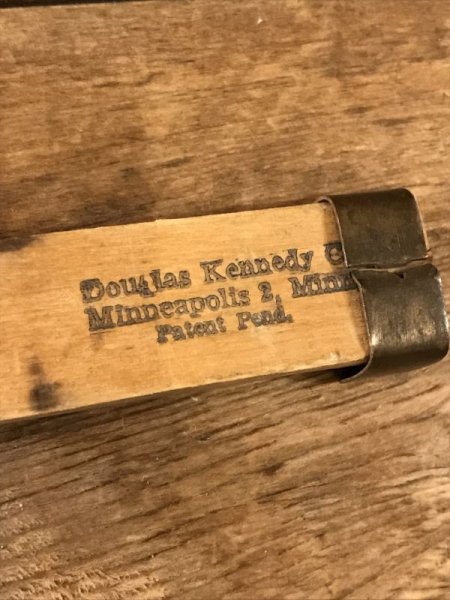 Douglas Kennedy C
Minneapolis 2, Minn
Patent Pend.